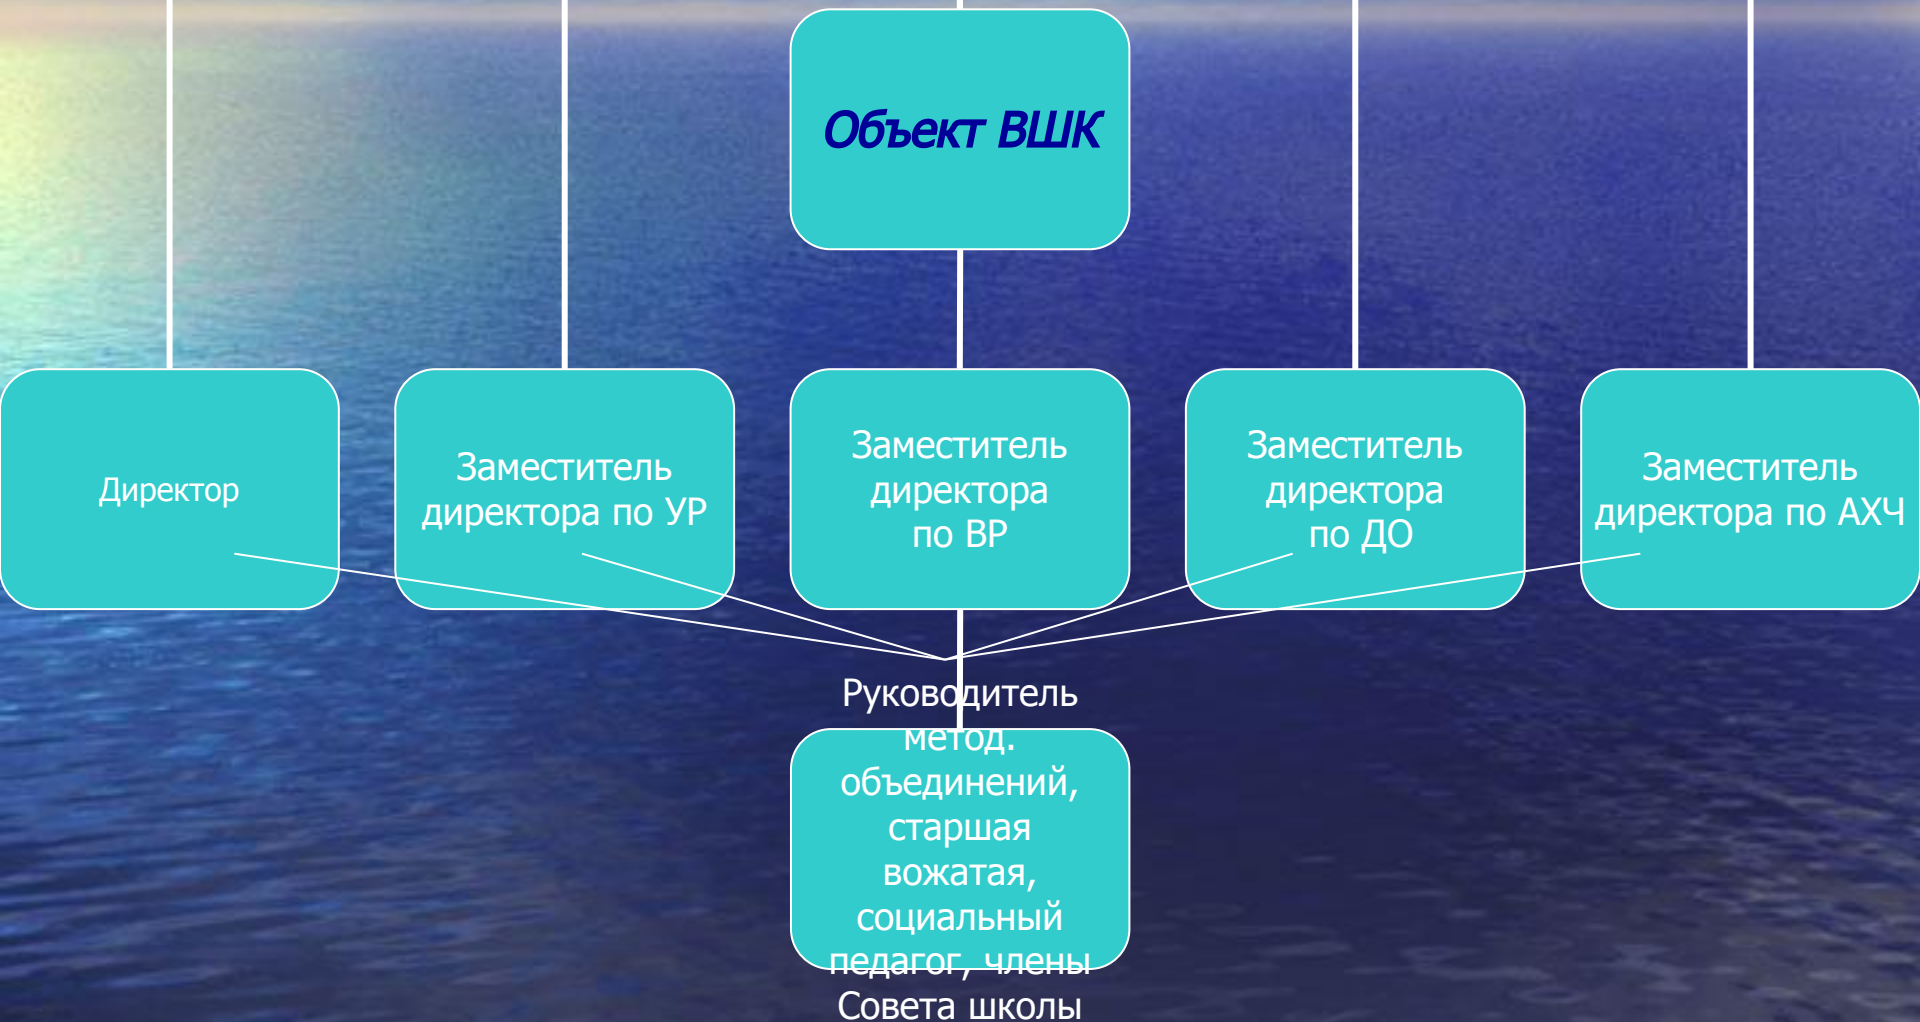 Объект ВШК
Директор
Заместитель
директора по УР
Заместитель
директора
по ВР
Заместитель
директора
по ДО
Заместитель
директора по АХЧ
Руководитель
метод.
объединений,
старшая
вожатая,
социальный
педагог, члены
Совета школы